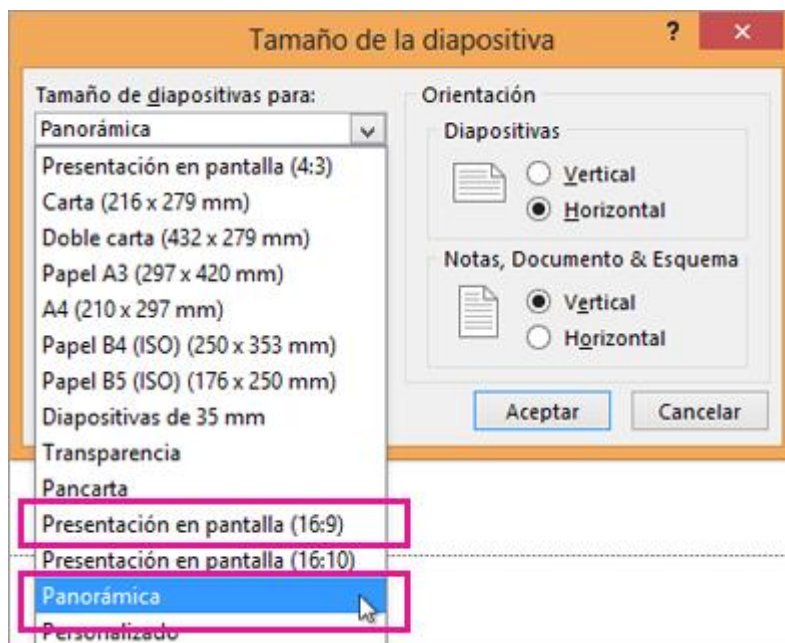 Tamaño de la diapositiva
?
×
Tamaño de diapositivas para:
Panorámica
Presentación en pantalla (4:3)
Carta (216 x 279 mm)
Doble carta (432 x 279 mm)
Papel A3 (297 x 420 mm)
A4 (210 x 297 mm)
Papel B4 (ISO) (250 x 353 mm)
Papel B5 (ISO) (176 x 250 mm)
Diapositivas de 35 mm
Transparencia
Pancarta
Presentación en pantalla (16:9)
Presentación en pantalla (16:10)
Panorámica
Personalizado
Orientación
Diapositivas
Vertical
Horizontal
Notas, Documento & Esquema
Vertical
Horizontal
Aceptar
Cancelar